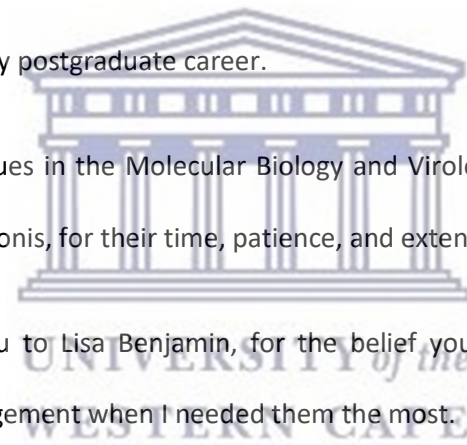 y postgraduate career.
ues in the Molecular Biology and Virol
onis, for their time, patience, and exten
u to Lisa Benjamin, for the belief you
UNIVERSITY of the
gement when I needed them the most.
WESTERN CAPE